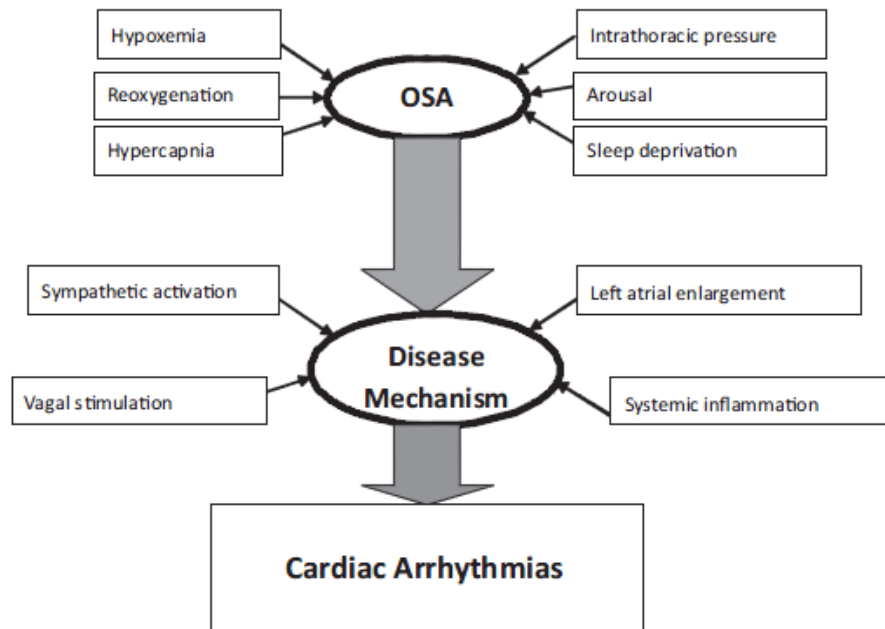 Hypoxemia
Intrathoracic pressure
OSA
Reoxygenation
Arousal
Hypercapnia
Sleep deprivation
Sympathetic activation
Left atrial enlargement
Disease
Mechanism
Vagal stimulation
Systemic inflammation
Cardiac Arrhythmias